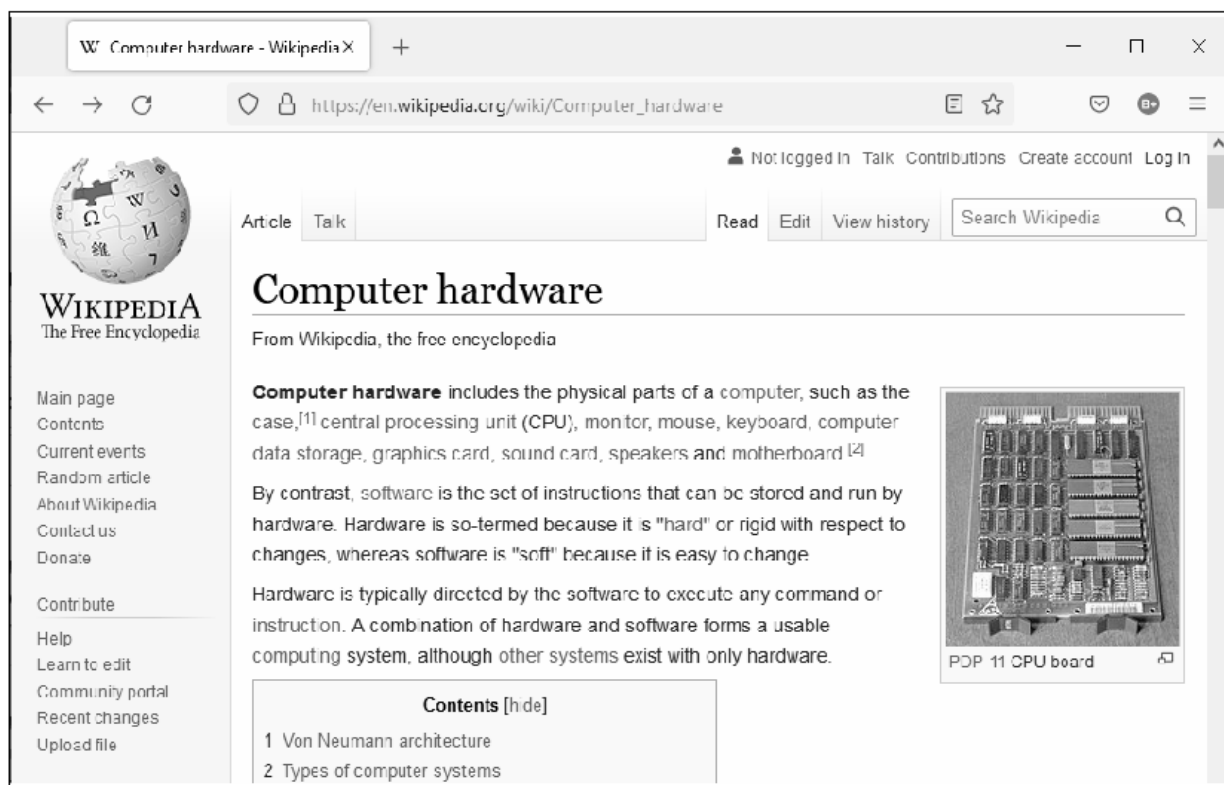 W Computer hardware - Wikipedia
https://en.wikipedia.org/wiki/Computer_hardware
Not logged in Talk Contributions Create account Log in
Article Talk Read Edit View history Search Wikipedia
WIKIPEDIA
The Free Encyclopedia
Main page
Contents
Current events
Random article
About Wikipedia
Contact us
Donate
Contribute
Help
Learn to edit
Community portal
Recent changes
Upload file
Computer hardware
From Wikipedia, the free encyclopedia
Computer hardware includes the physical parts of a computer, such as the
case,[1] central processing unit (CPU), monitor, mouse, keyboard, computer
data storage, graphics card, sound card, speakers and motherboard [2]
By contrast, software is the set of instructions that can be stored and run by
hardware. Hardware is so-termed because it is "hard" or rigid with respect to
changes, whereas software is "soft" because it is easy to change
Hardware is typically directed by the software to execute any command or
instruction. A combination of hardware and software forms a usable
computing system, although other systems exist with only hardware.
PDP 11 CPU board
Contents [hide]
1 Von Neumann architecture
2 Types of computer systems